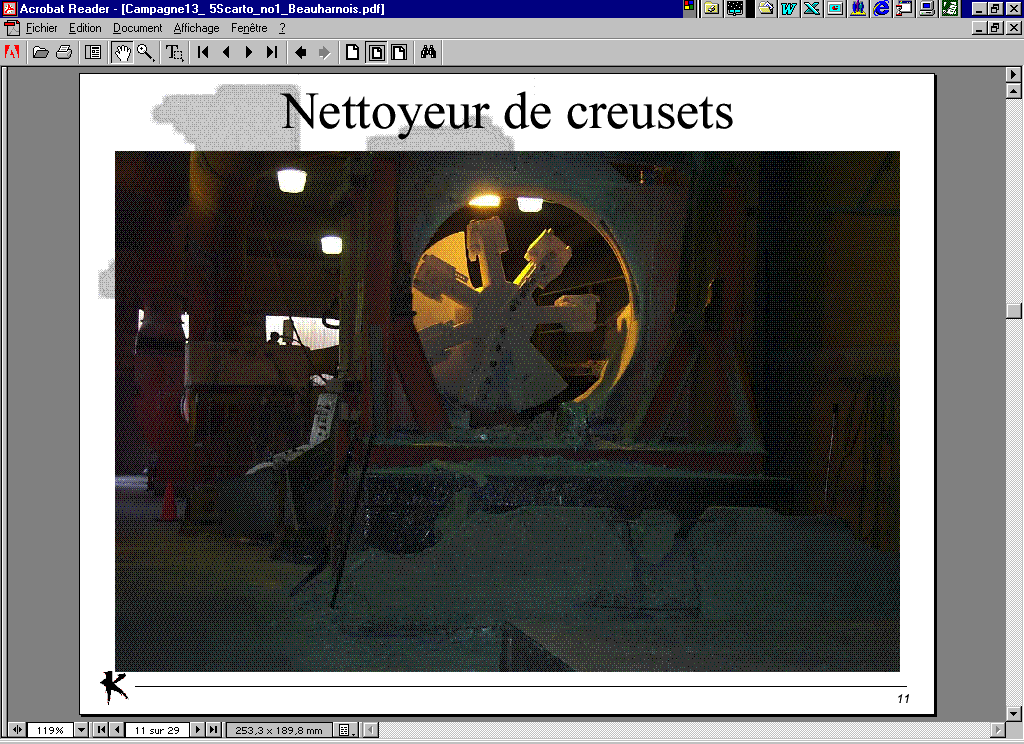 Acrobat Reader - [Campagne13_ 5Scarto_no1_Beauharnois.pdf]
Fichier Edition Document Affichage Fenêtre ?
Nettoyeur de creusets
11
119% 11 sur 29 253,3 x 189,8 mm